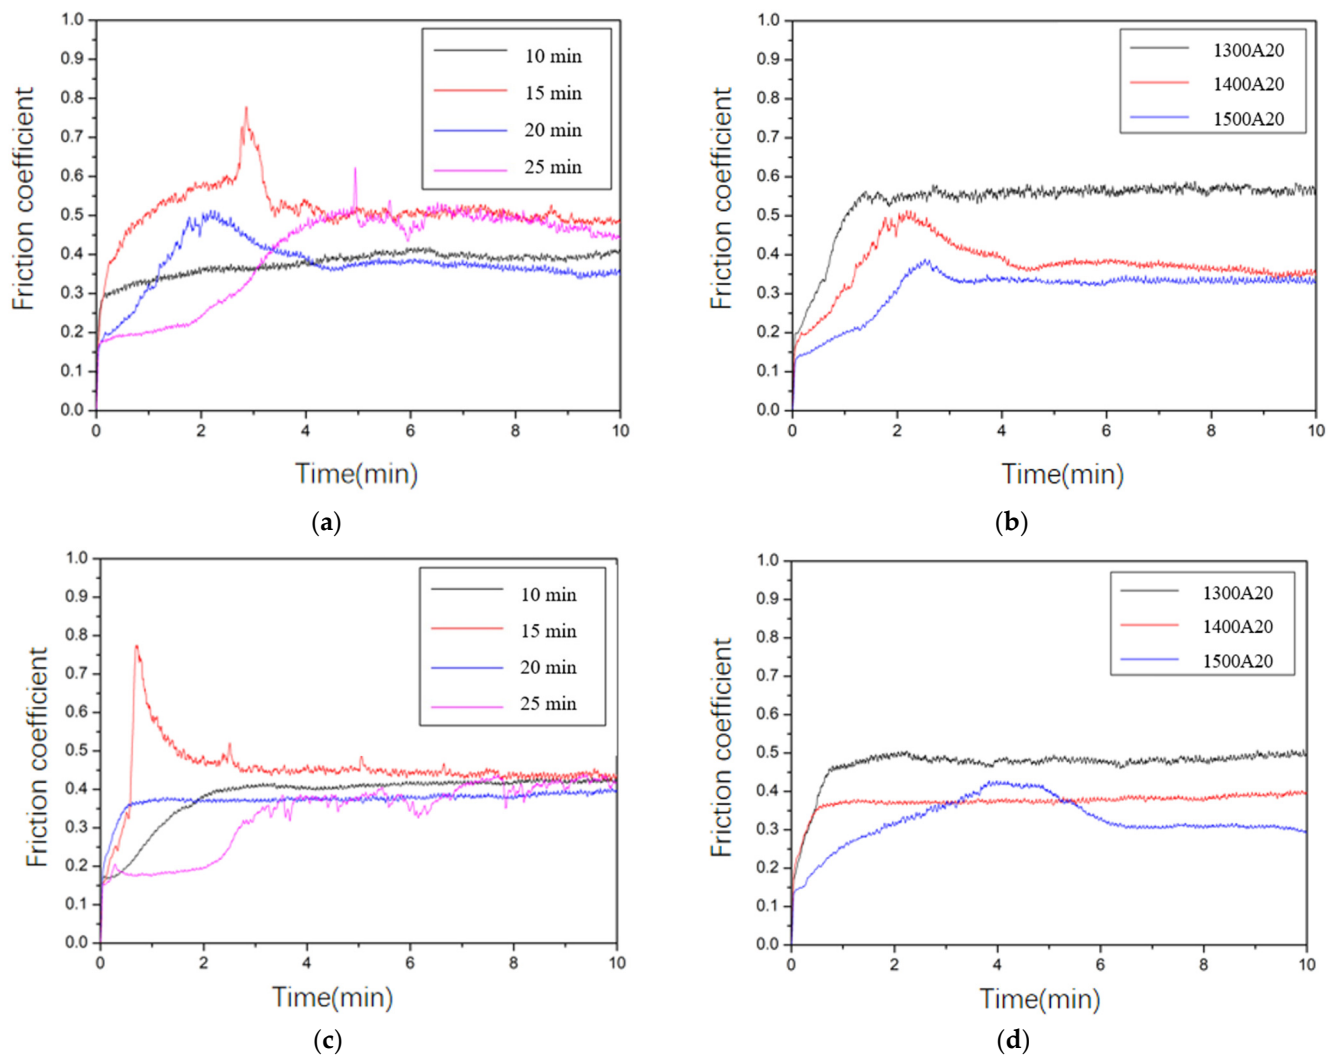 1.0
0.9
0.8
0.7
0.6
0.5
0.4
0.3
0.2
0.1
0.0
Friction coefficient
10 min
15 min
20 min
25 min
0 2 4 6 8 10
Time(min)
(a)
1.0
0.9
0.8
0.7
0.6
0.5
0.4
0.3
0.2
0.1
0.0
Friction coefficient
1300A20
1400A20
1500A20
0 2 4 6 8 10
Time(min)
(b)
1.0
0.9
0.8
0.7
0.6
0.5
0.4
0.3
0.2
0.1
0.0
Friction coefficient
10 min
15 min
20 min
25 min
0 2 4 6 8 10
Time(min)
(c)
1.0
0.9
0.8
0.7
0.6
0.5
0.4
0.3
0.2
0.1
0.0
Friction coefficient
1300A20
1400A20
1500A20
0 2 4 6 8 10
Time(min)
(d)